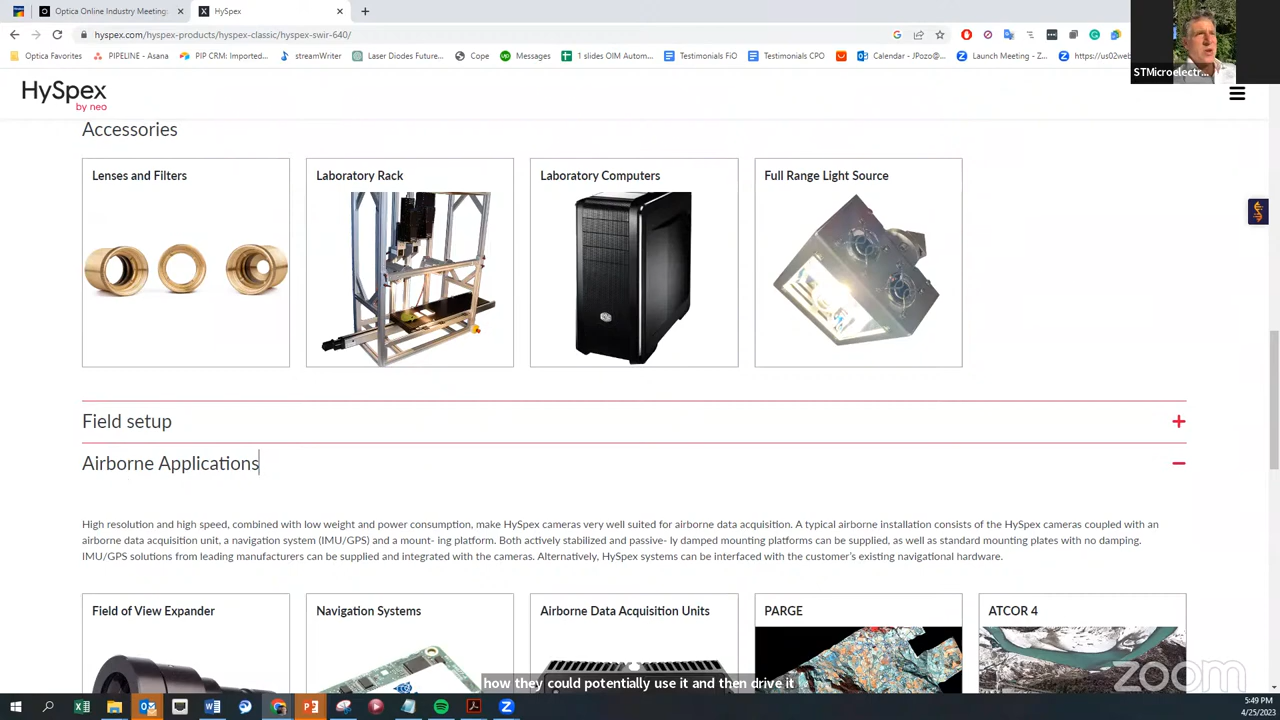 Optica Online Industry Meeting
HySpex
hyspex.com/hyspex-products/hyspex-classic/hyspex-swir-640/
Optica Favorites
PIPELINE - Asana
PIP CRM: Imported...
streamWriter
Laser Diodes Future...
CPO
Messages
1 slides OIM Autom...
Testimonials FiO
Testimonials CPO
Calendar - JPozo@...
Launch Meeting - Z...
https://us02web
STMicroelectr...
HySpex
by neo
Accessories
Lenses and Filters
Laboratory Rack
Laboratory Computers
Full Range Light Source
Field setup
Airborne Applications
High resolution and high speed, combined with low weight and power consumption, make HySpex cameras very well suited for airborne data acquisition. A typical airborne installation consists of the HySpex cameras coupled with an
airborne data acquisition unit, a navigation system (IMU/GPS) and a mount- ing platform. Both actively stabilized and passive- ly damped mounting platforms can be supplied, as well as standard mounting plates with no damping.
IMU/GPS solutions from leading manufacturers can be supplied and integrated with the cameras. Alternatively, HySpex systems can be interfaced with the customer's existing navigational hardware.
Field of View Expander
Navigation Systems
Airborne Data Acquisition Units
PARGE
ATCOR 4
how they could potentially use it and then drive it
zoom
5:49 PM
4/25/2023